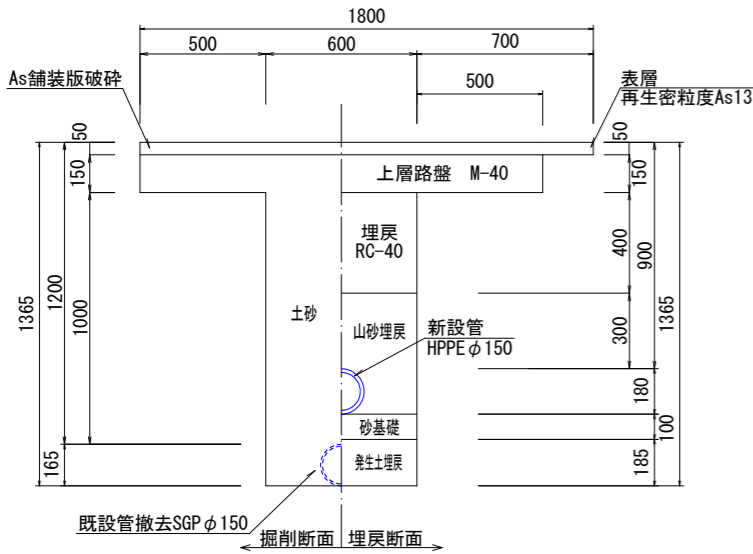 1800
500
600
700
500
As舗装版破砕
表層
再生密粒度As13
50
150
1000
1200
1365
165
上層路盤 M-40
埋戻
RC-40
土砂
山砂埋戻
新設管
HPPEφ150
砂基礎
発生土埋戻
50
150
400
900
300
1365
180
100
185
既設管撤去SGPφ150
掘削断面
埋戻断面